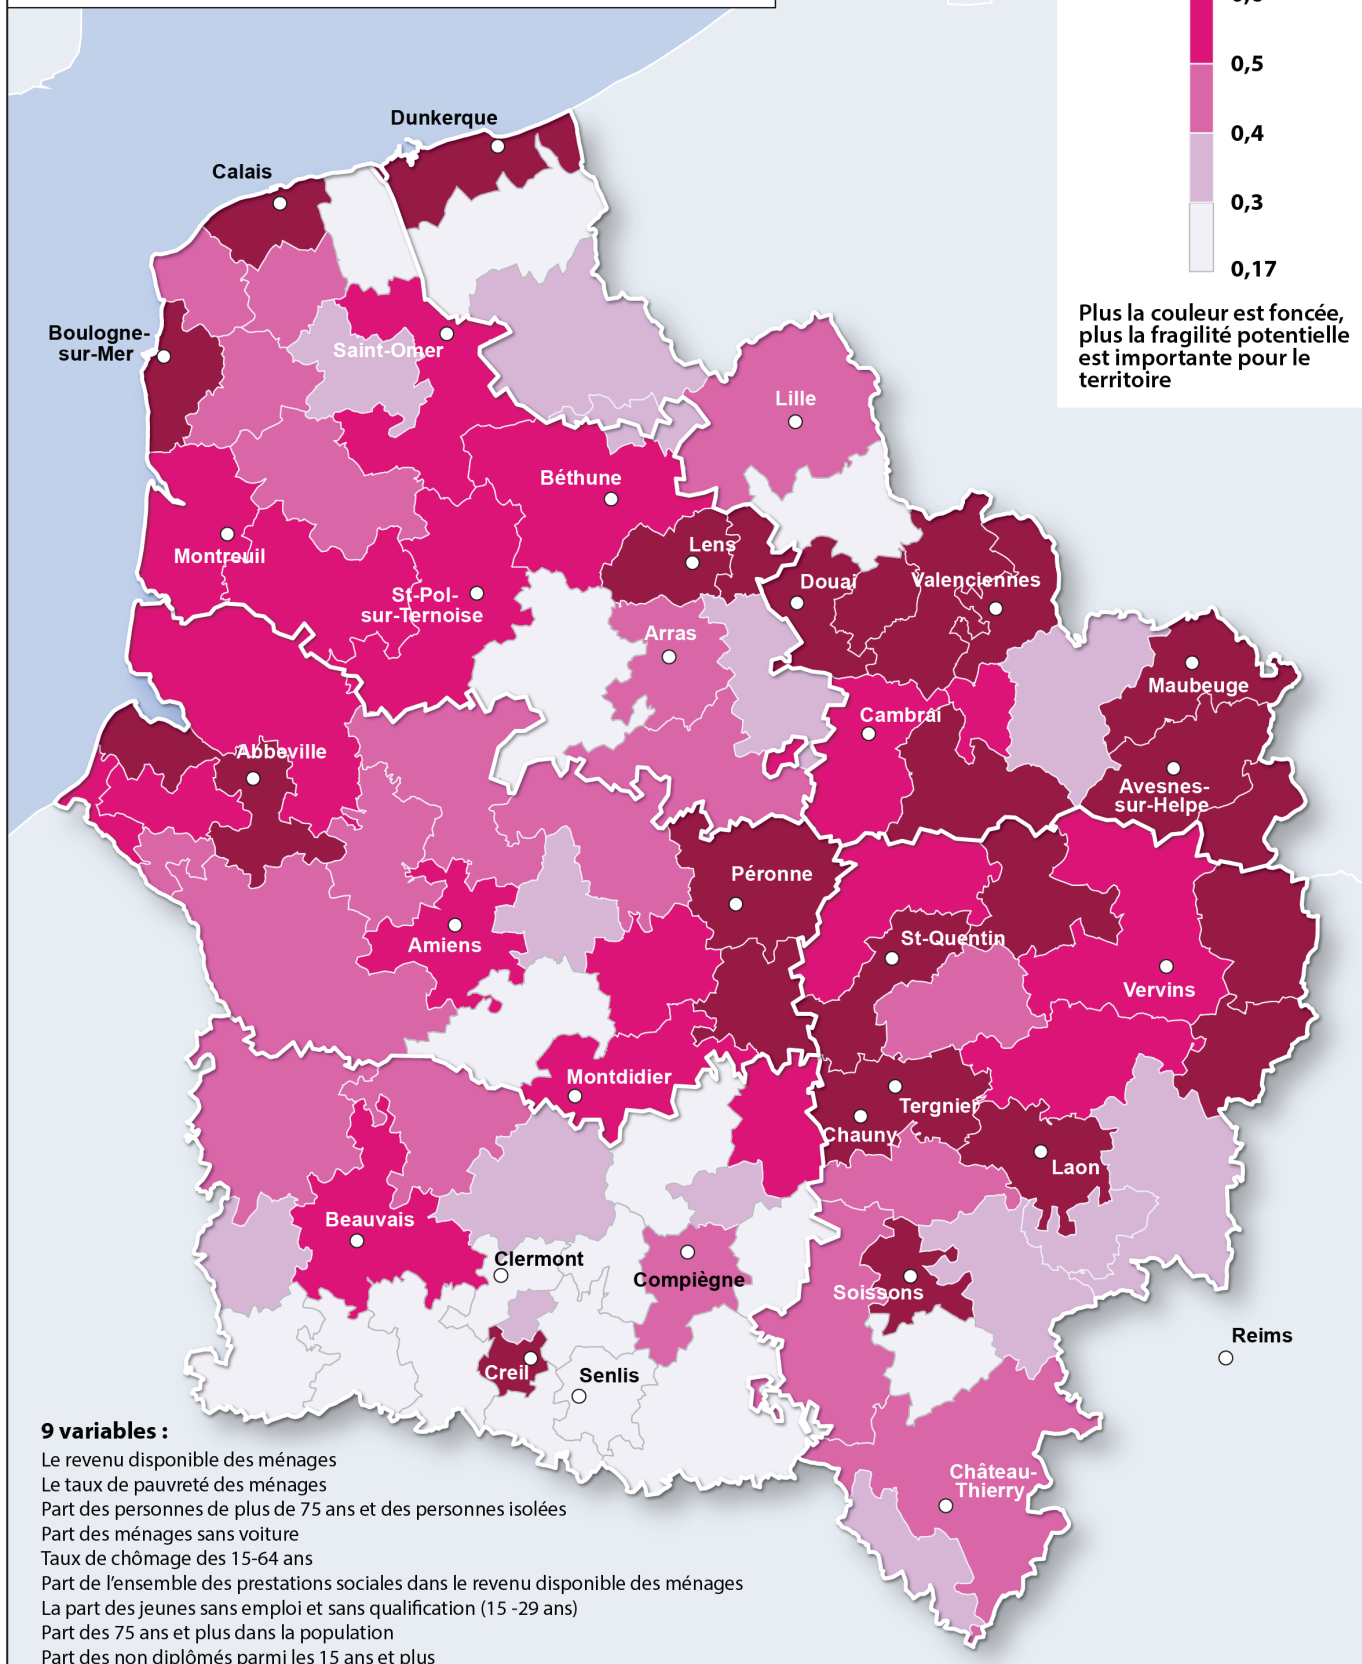 0,5
0,4
0,3
0,17
Plus la couleur est foncée,
plus la fragilité potentielle
est importante pour le
territoire
Dunkerque
Calais
Boulogne-
sur-Mer
Saint-Omer
Lille
Béthune
Montreuil
Lens
Douai
Valenciennes
St-Pol-
sur-Ternoise
Arras
Maubeuge
Cambrai
Abbeville
Avesnes-
sur-Helpe
Péronne
Amiens
St-Quentin
Vervins
Montdidier
Tergnier
Chauny
Laon
Beauvais
Clermont
Compiègne
Soissons
Reims
Creil
Senlis
Château-
Thierry
9 variables :
Le revenu disponible des ménages
Le taux de pauvreté des ménages
Part des personnes de plus de 75 ans et des personnes isolées
Part des ménages sans voiture
Taux de chômage des 15-64 ans
Part de l’ensemble des prestations sociales dans le revenu disponible des ménages
La part des jeunes sans emploi et sans qualification (15 -29 ans)
Part des 75 ans et plus dans la population
Part des non diplômés parmi les 15 ans et plus